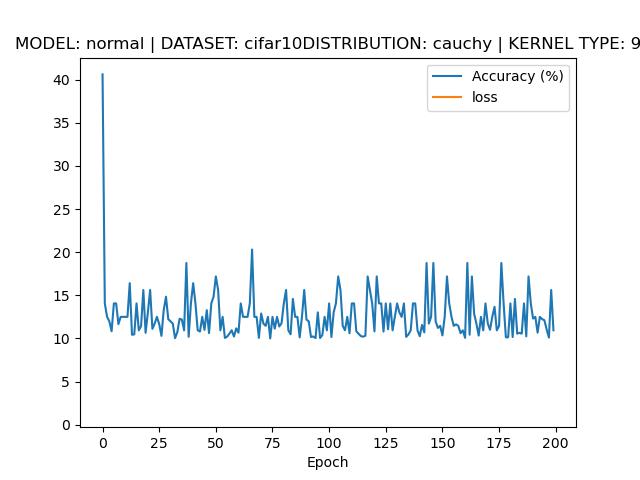 MODEL: normal | DATASET: cifar10DISTRIBUTION: cauchy | KERNEL TYPE: 9
Accuracy (%)
loss
40
35
30
25
20
15
10
5
0
0 25 50 75 100 125 150 175 200
Epoch